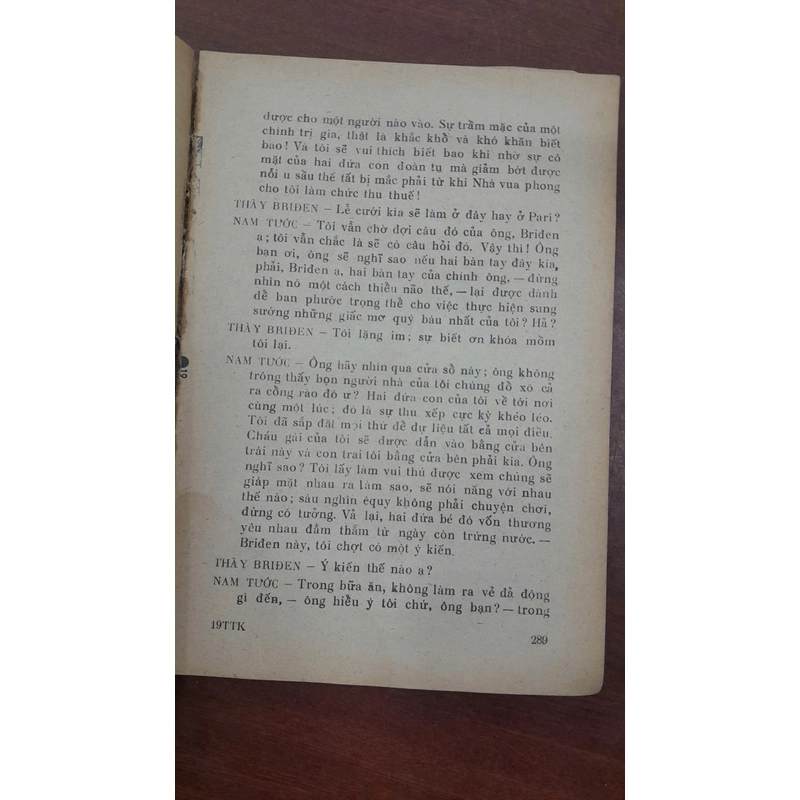 được cho một người nào vào. Sự trầm mặc của một
chính trị gia, thật là khắc khổ và khó khăn biết
bao! Và tôi sẽ vui thích biết bao khi nhờ sự có
mặt của hai đứa con đoàn tụ mà giảm bớt được
nỗi u sầu thế tất bị mắc phải từ khi Nhà vua phong
cho tôi làm chức thu thuế!
THÀY BRIĐEN — Lễ cưới kia sẽ làm ở đây hay ở Pari?
NAM TƯỚC — Tôi vẫn chờ đợi câu đó của ông, Briđen
ạ; tôi vẫn chắc là sẽ có câu hỏi đó. Vậy thì! Ông
bạn ơi, ông sẽ nghĩ sao nếu hai bàn tay đây kia,
phải, Briđen ạ, hai bàn tay của chính ông, — đừng
nhìn nó một cách thiểu não thế, — lại được dành
để ban phước trọng thể cho việc thực hiện sung
sướng những giấc mơ quý báu nhất của tôi? Hả?
THÀY BRIĐEN — Tôi lặng im; sự biết ơn khóa mồm
tôi lại.
NAM TƯỚC — Ông hãy nhìn qua cửa sổ này; ông không
trông thấy bọn người nhà của tôi chúng đổ xô cả
ra cổng rào đó ư? Hai đứa con của tôi về tới nơi
cùng một lúc; đó là sự thu xếp cực kỳ khéo léo.
Tôi đã sắp đặt mọi thứ để dự liệu tất cả mọi điều.
Cháu gái của tôi sẽ được dẫn vào bằng cửa bên
trái này và con trai tôi bằng cửa bên phải kia. Ông
nghĩ sao? Tôi lấy làm vui thú được xem chúng sẽ
giáp mặt nhau ra làm sao, sẽ nói năng với nhau
thế nào; sáu nghìn êquy không phải chuyện chơi,
đừng có tưởng. Vả lại, hai đứa bé đó vốn thương
yêu nhau đằm thắm từ ngày còn trứng nước. —
Briđen này, tôi chợt có một ý kiến.
THÀY BRIĐEN — Ý kiến thế nào ạ?
NAM TƯỚC — Trong bữa ăn, không làm ra vẻ đả động
gì đến, — ông hiểu ý tôi chứ, ông bạn? — trong
19TTK
289